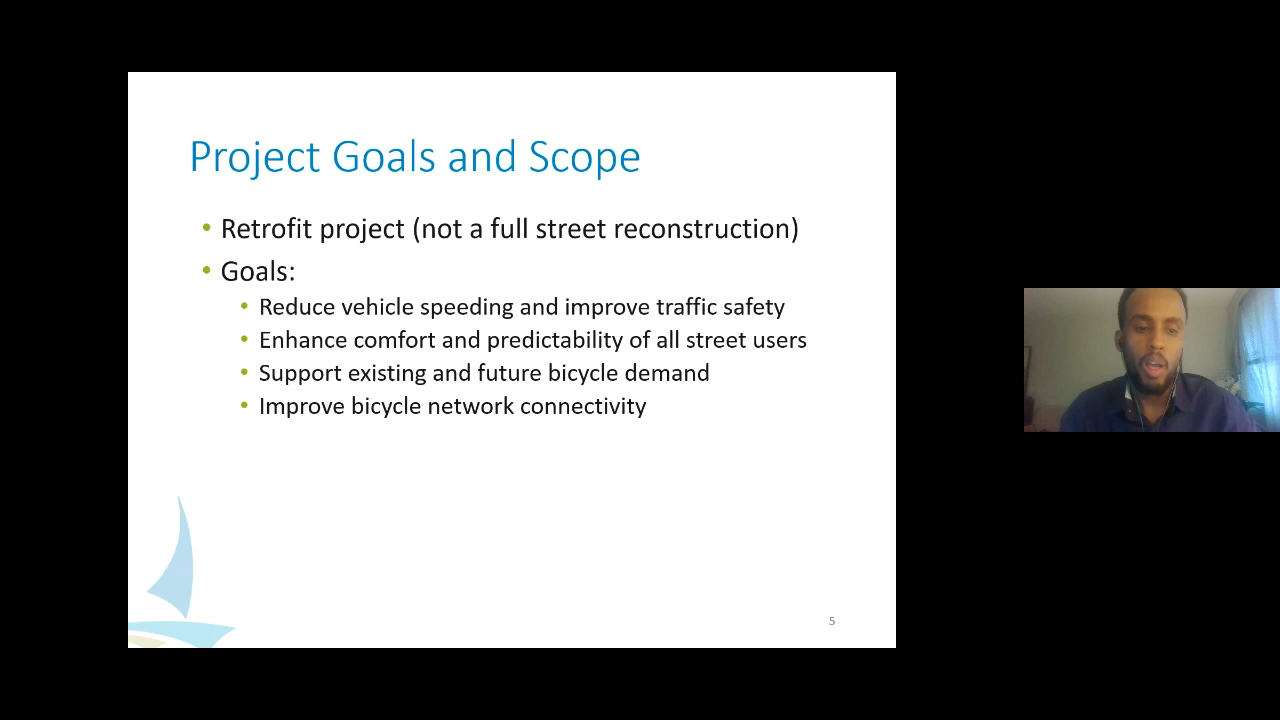 Project Goals and Scope
• Retrofit project (not a full street reconstruction)
• Goals:
• Reduce vehicle speeding and improve traffic safety
• Enhance comfort and predictability of all street users
• Support existing and future bicycle demand
• Improve bicycle network connectivity
5